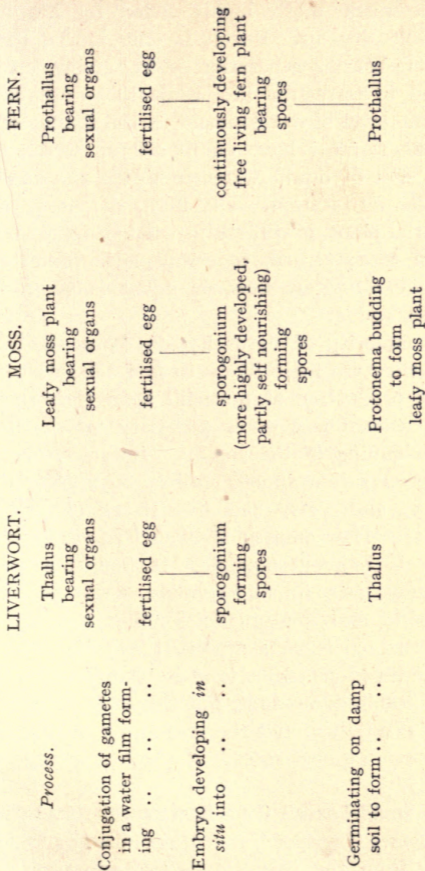 LIVERWORT. MOSS. FERN.
Process. Thallus Leafy moss plant Prothallus
bearing bearing bearing
sexual organs sexual organs sexual organs
Conjugation of gametes
in a water film form-
ing .. .. .. fertilised egg fertilised egg fertilised egg
Embryo developing in
situ into .. .. sporogonium sporogonium continuously developing
forming (more highly developed, free living fern plant
spores partly self nourishing) bearing
forming spores
spores
Germinating on damp
soil to form .. .. Thallus Protonema budding Prothallus
to form
leafy moss plant